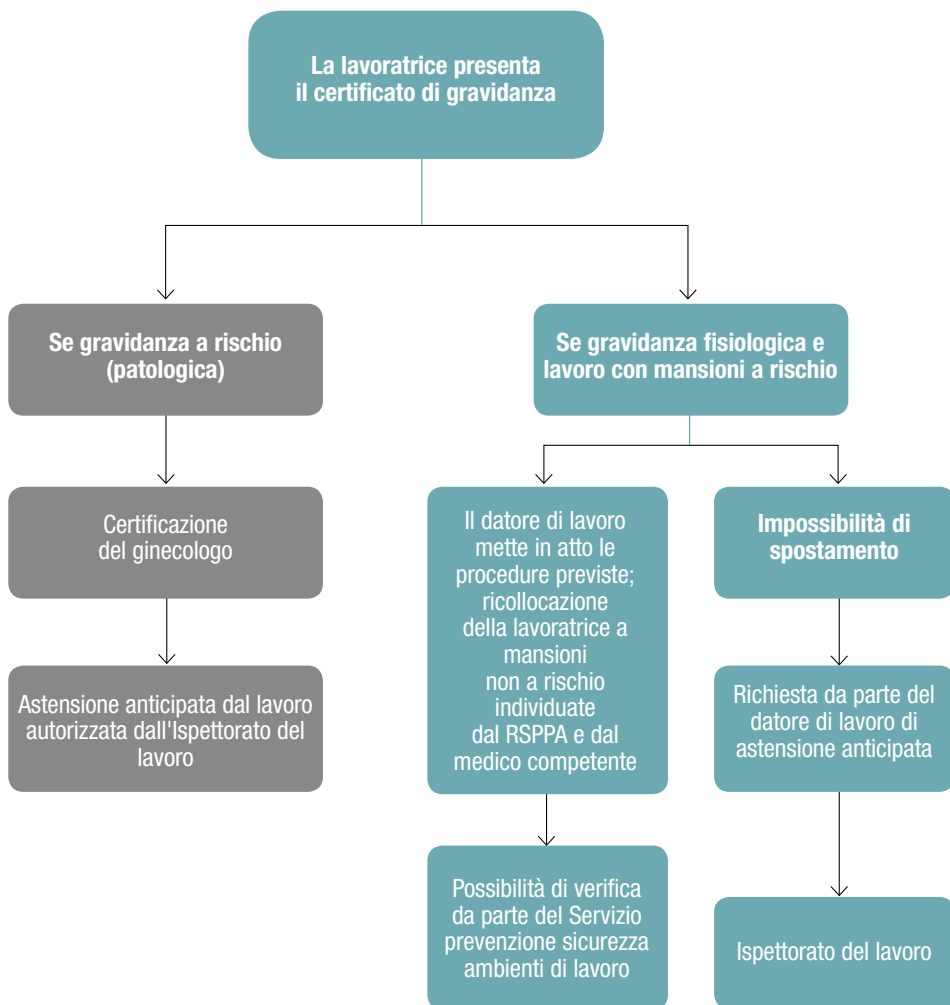 La lavoratrice presenta
il certificato di gravidanza
Se gravidanza a rischio
(patologica)
Certificazione
del ginecologo
Astensione anticipata dal lavoro
autorizzata dall'Ispettorato del
lavoro
Se gravidanza fisiologica e
lavoro con mansioni a rischio
Il datore di lavoro
mette in atto le
procedure previste;
ricollocazione
della lavoratrice a
mansioni
non a rischio
individuate
dal RSPPA e dal
medico competente
Possibilità di verifica
da parte del Servizio
prevenzione sicurezza
ambienti di lavoro
Impossibilità di
spostamento
Richiesta da parte del
datore di lavoro di
astensione anticipata
Ispettorato del lavoro